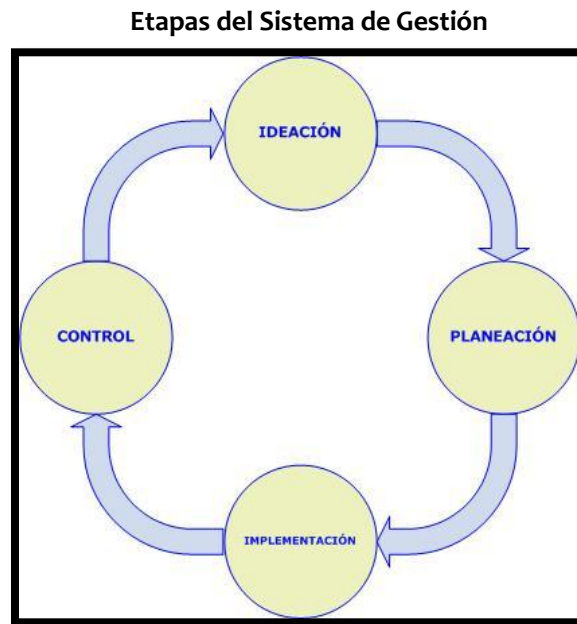 Etapas del Sistema de Gestión
IDEACIÓN
CONTROL
PLANEACIÓN
IMPLEMENTACIÓN